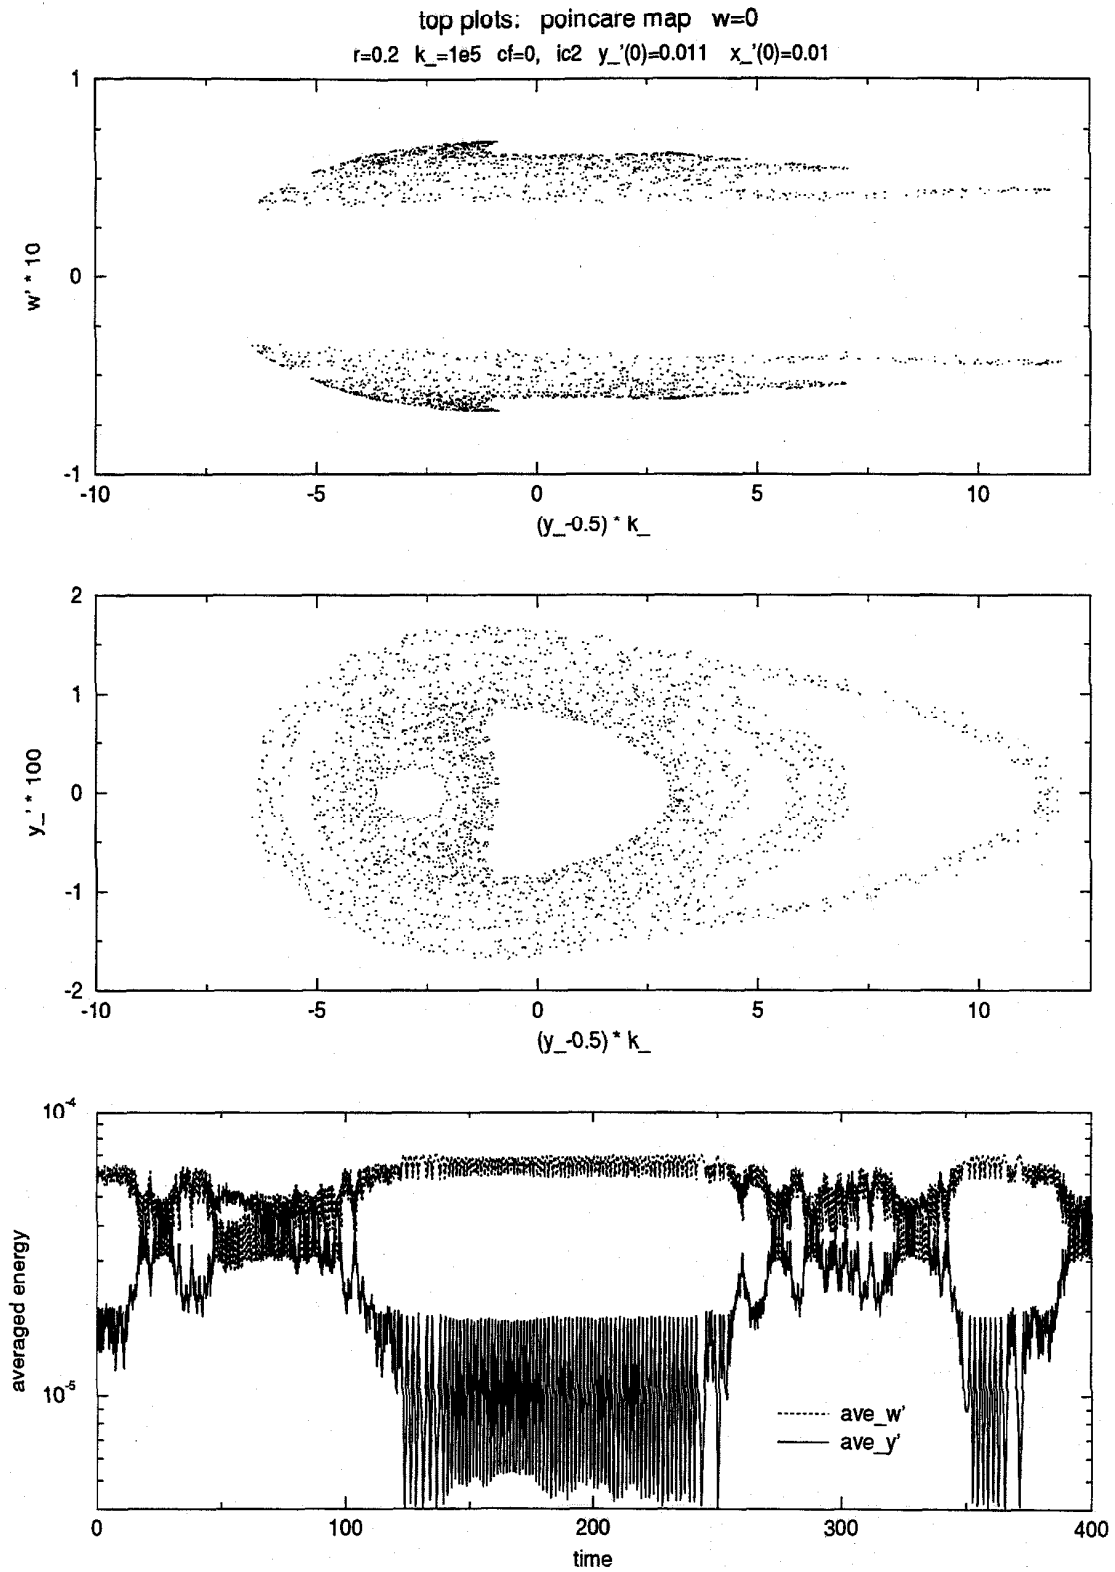 top plots: poincare map w=0
r=0.2 k_=1e5 cf=0, ic2 y_'(0)=0.011 x_'(0)=0.01
1
0
-1
w' * 10
-10 -5 0 5 10
(y_-0.5) * k_
2
1
0
-1
-2
y_' * 100
-10 -5 0 5 10
(y_-0.5) * k_
10-4
10-5
averaged energy
ave_w'
ave_y'
0 100 200 300 400
time